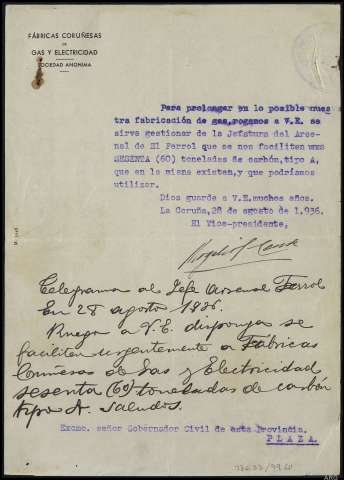 FÁBRICAS CORUÑESAS
DE
GAS Y ELECTRICIDAD
SOCIEDAD ANONIMA
Para prolongar en lo posible nues
tra fabricación de gas, rogamos a V.E. se
sirva gestionar de la Jefatura del Arse-
nal de El Ferrol que se nos faciliten unas
SESENTA (60) toneladas de carbón, tipo A,
que en la misma existen, y que podríamos
utilizar.
Dios guarde a V.E. muchos años.
La Coruña, 28 de agosto de 1.936.
El Vice-presidente,
Telegrama al Jefe Arsenal Ferrol
En 28 agosto 1936.
Ruego a V.E. disponga se
faciliten urgentemente a Fábricas
Coruñesas de Gas y Electricidad
sesenta (60) toneladas de carbón
tipo A. Saludos.
Excmo. señor Gobernador Civil de esta Provincia.
PLAZA.